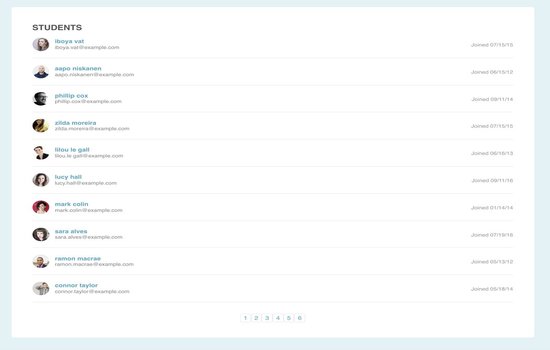 STUDENTS
iboya vat
iboya.vat@example.com
Joined 07/15/15
aapo niskanen
aapo.niskanen@example.com
Joined 06/15/12
phillip cox
phillip.cox@example.com
Joined 09/11/14
zilda moreira
zilda.moreira@example.com
Joined 07/15/15
lilou le gall
lilou.le gall@example.com
Joined 06/16/13
lucy hall
lucy.hall@example.com
Joined 09/11/16
mark colin
mark.colin@example.com
Joined 01/14/14
sara alves
sara.alves@example.com
Joined 07/19/16
ramon macrae
ramon.macrae@example.com
Joined 05/13/12
connor taylor
connor.taylor@example.com
Joined 05/18/14
1 2 3 4 5 6